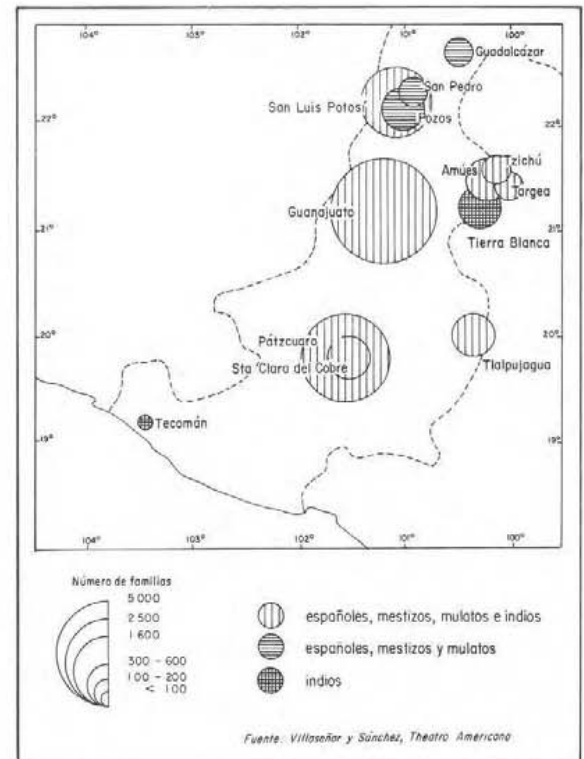 104° 103° 102° 101° 100°
Guadalcázar
San Pedro
San Luis Potosí
Pozos
22° 22°
Tzichú
Amúes
Targea
Guanajuato
21° 21°
Tierra Blanca
20° 20°
Pátzcuaro
Sta Clara del Cobre
Tlalpujagua
Tecomán
19° 19°
104° 103° 102° 101° 100°
Número de familias
5 000
2 500
1 600
300 - 600
100 - 200
< 100
españoles, mestizos, mulatos e indios
españoles, mestizos y mulatos
indios
Fuente: Villaseñor y Sánchez, Theatro Americano